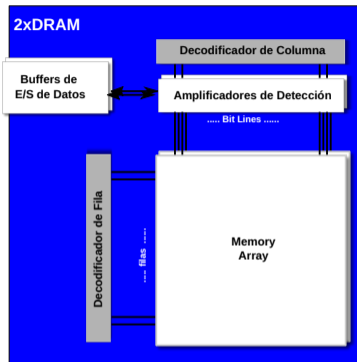 2xDRAM
Decodificador de Columna
Buffers de
E/S de Datos
Amplificadores de Detección
..... Bit Lines ......
Decodificador de Fila
.... filas .....
Memory
Array